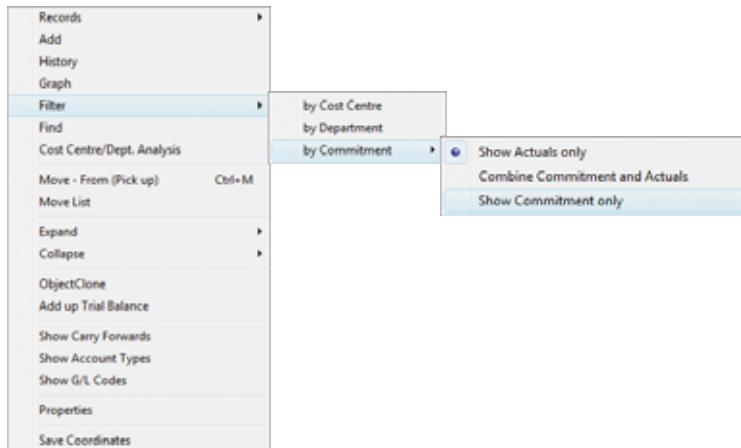 Records
Add
History
Graph
Filter
Find
Cost Centre/Dept. Analysis
Move - From (Pick up) Ctrl+M
Move List
Expand
Collapse
ObjectClone
Add up Trial Balance
Show Carry Forwards
Show Account Types
Show G/L Codes
Properties
Save Coordinates
by Cost Centre
by Department
by Commitment
Show Actuals only
Combine Commitment and Actuals
Show Commitment only